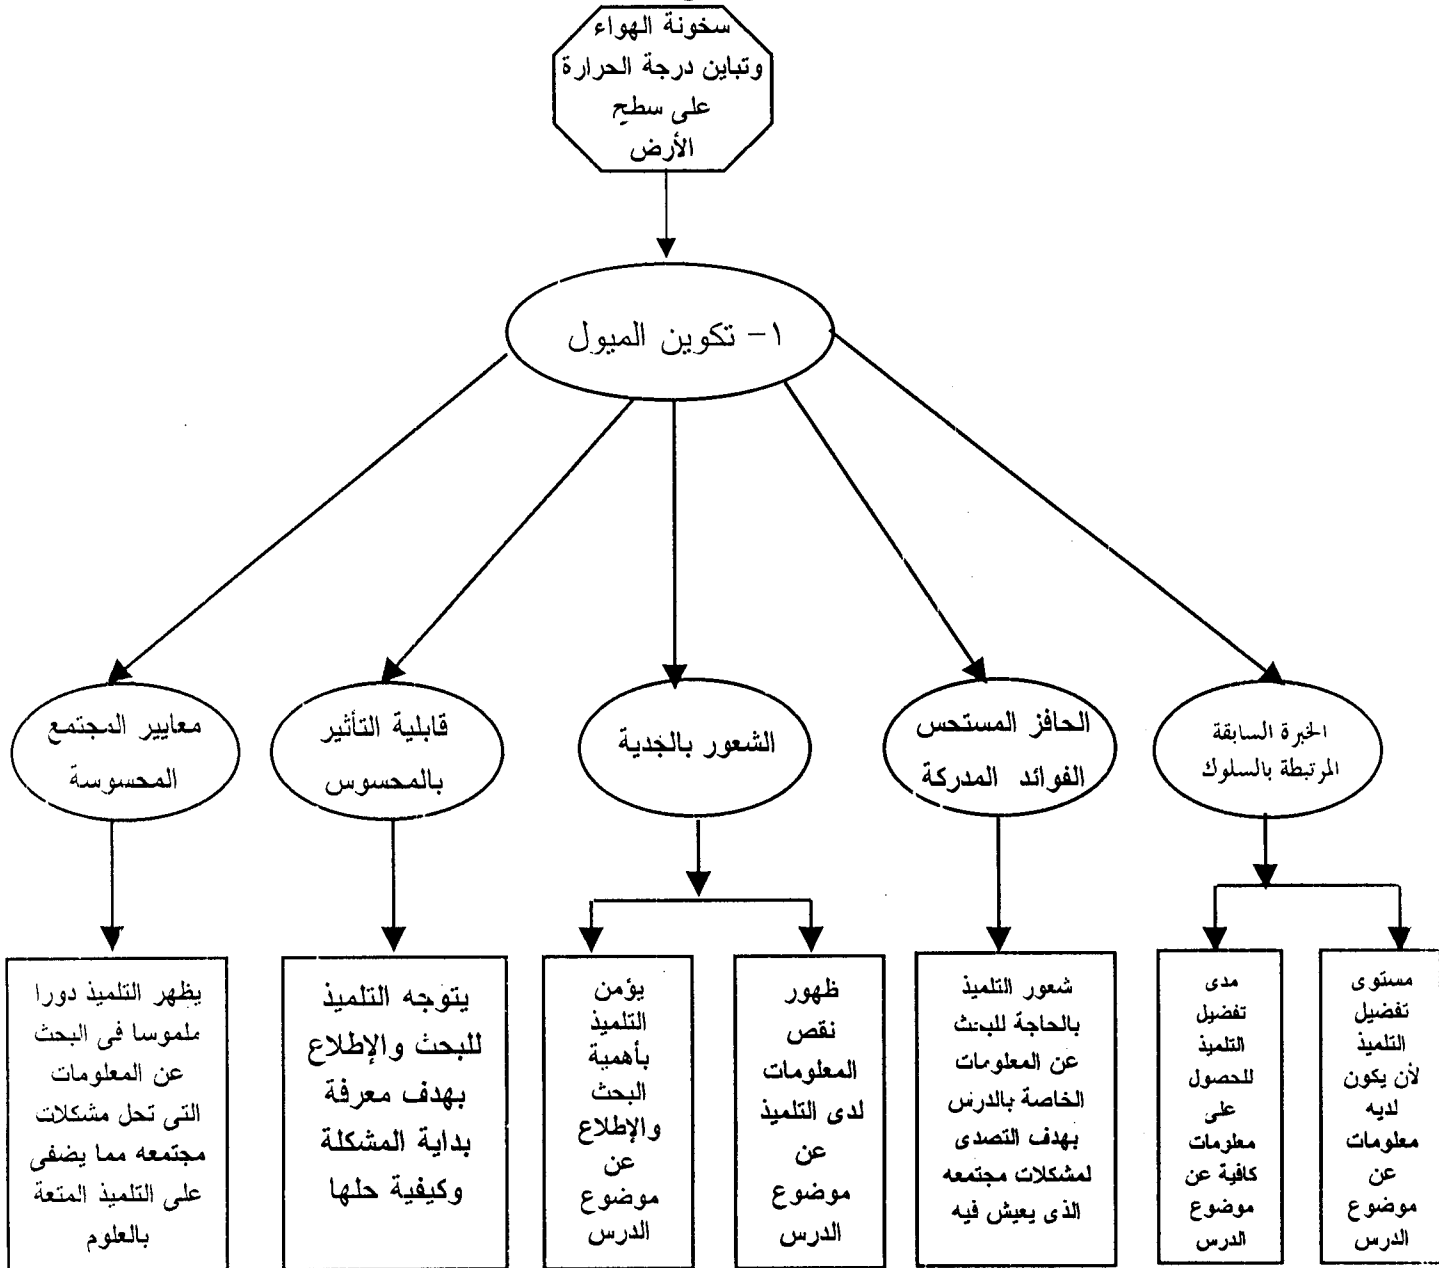 سخونة الهواء
وتباين درجة الحرارة
على سطح
الأرض
١- تكوين الميول
الخبرة السابقة
المرتبطة بالسلوك
الحافز المستحس
الفوائد المدركة
الشعور بالجدية
قابلية التأثير
بالمحسوس
معايير المجتمع
المحسوسة
مستوى
تفضيل
التلميذ
لأن يكون
لديه
معلومات
عن
موضوع
الدرس
مدى
تفضيل
التلميذ
للحصول
على
معلومات
كافية عن
موضوع
الدرس
شعور التلميذ
بالحاجة للبحث
عن المعلومات
الخاصة بالدرس
بهدف التصدى
لمشكلات مجتمعه
الذى يعيش فيه
ظهور
نقص
المعلومات
لدى التلميذ
عن
موضوع
الدرس
يؤمن
التلميذ
بأهمية
البحث
والإطلاع
عن
موضوع
الدرس
يتوجه التلميذ
للبحث والإطلاع
بهدف معرفة
بداية المشكلة
وكيفية حلها
يظهر التلميذ دورا
ملموسا فى البحث
عن المعلومات
التى تحل مشكلات
مجتمعه مما يضفى
على التلميذ المتعة
بالعلوم